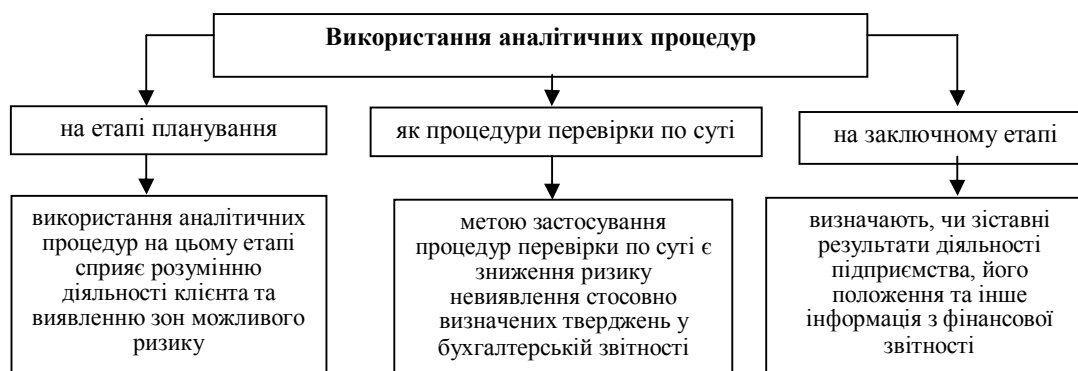 Використання аналітичних процедур
на етапі планування
як процедури перевірки по суті
на заключному етапі
використання аналітичних
процедур на цьому етапі
сприяє розумінню
діяльності клієнта та
виявленню зон можливого
ризику
метою застосування
процедур перевірки по суті є
зниження ризику
невиявлення стосовно
визначених тверджень у
бухгалтерській звітності
визначають, чи зіставні
результати діяльності
підприємства, його
положення та інше
інформація з фінансової
звітності